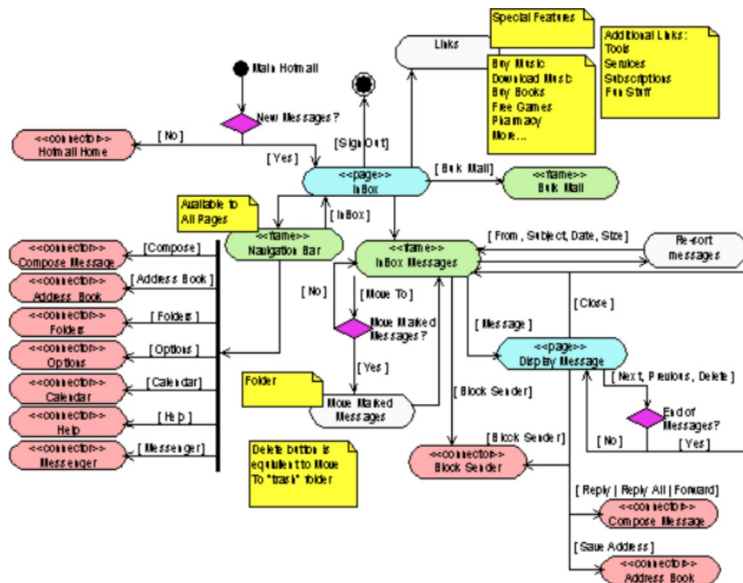 Special Features
Links
Additional Links:
Tools
Services
Subscriptions
Fun Stuff
Buy Music
Download Music
Buy Books
Free Games
Pharmacy
More...
Main Hotmail
New Messages?
[No]
[Yes]
[Sign Out]
<<connector>>
Hotmail Home
<<page>>
InBox
[Bulk Mail]
<<frame>>
Bulk Mail
Available to
All Pages
[InBox]
<<frame>>
Navigation Bar
<<frame>>
InBox Messages
[From, Subject, Date, Size]
Re-sort
messages
<<connector>>
Compose Message
[Compose]
<<connector>>
Address Book
[Address Book]
<<connector>>
Folders
[Folders]
<<connector>>
Options
[Options]
<<connector>>
Calendar
[Calendar]
<<connector>>
Help
[Help]
<<connector>>
Messenger
[Messenger]
[No]
[Move To]
Move Marked
Messages?
[Yes]
Folder
Move Marked
Messages
[Close]
[Message]
<<page>>
Display Message
[Next, Previous, Delete]
[Block Sender]
End of
Messages?
[No]
[Yes]
[Block Sender]
Delete button is
equivlent to Move
To "trash" folder
<<connector>>
Block Sender
[Reply | Reply All | Forward]
<<connector>>
Compose Message
[Save Address]
<<connector>>
Address Book